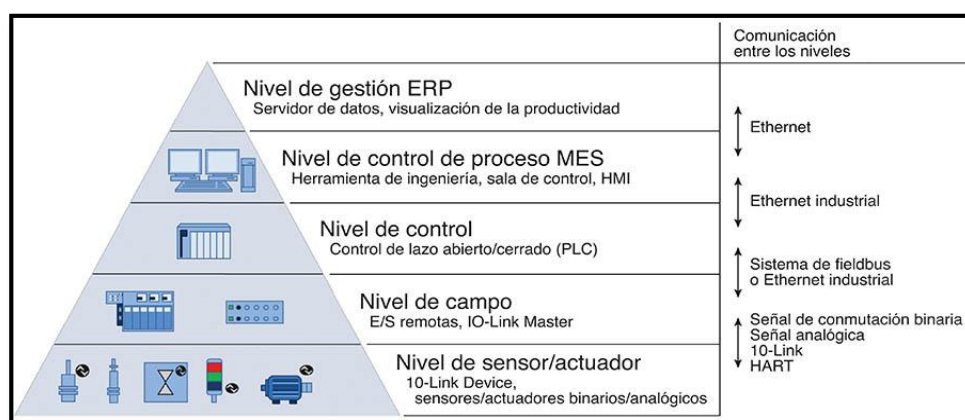 Comunicación
entre los niveles
Nivel de gestión ERP
Servidor de datos, visualización de la productividad
Ethernet
Nivel de control de proceso MES
Herramienta de ingeniería, sala de control, HMI
Ethernet industrial
Nivel de control
Control de lazo abierto/cerrado (PLC)
Sistema de fieldbus
o Ethernet industrial
Nivel de campo
E/S remotas, IO-Link Master
Señal de conmutación binaria
Señal analógica
10-Link
HART
Nivel de sensor/actuador
10-Link Device,
sensores/actuadores binarios/analógicos